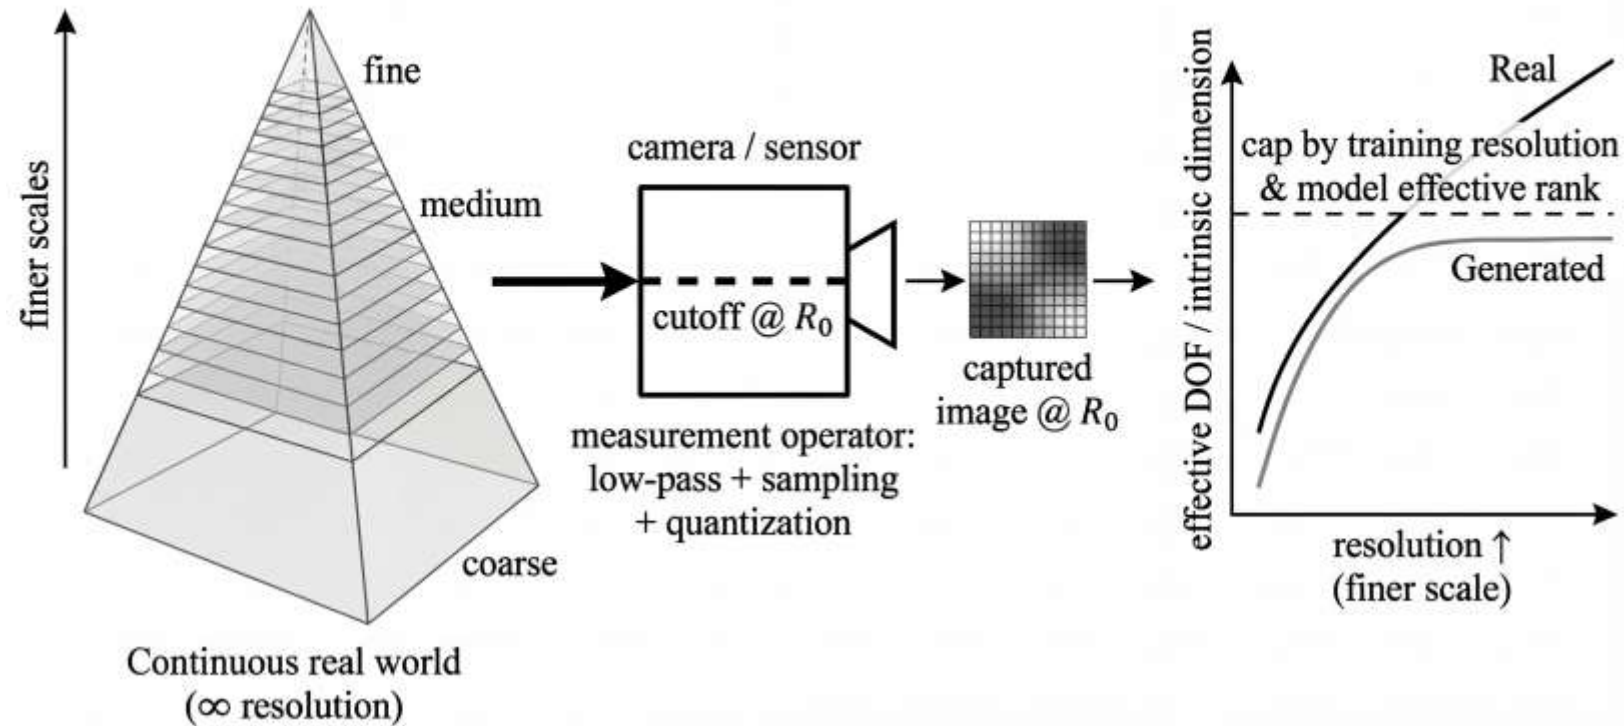 finer scales
fine
medium
coarse
Continuous real world
(∞ resolution)
camera / sensor
cutoff @ R₀
measurement operator:
low-pass + sampling
+ quantization
captured
image @ R₀
effective DOF / intrinsic dimension
Real
cap by training resolution
& model effective rank
Generated
resolution ↑
(finer scale)